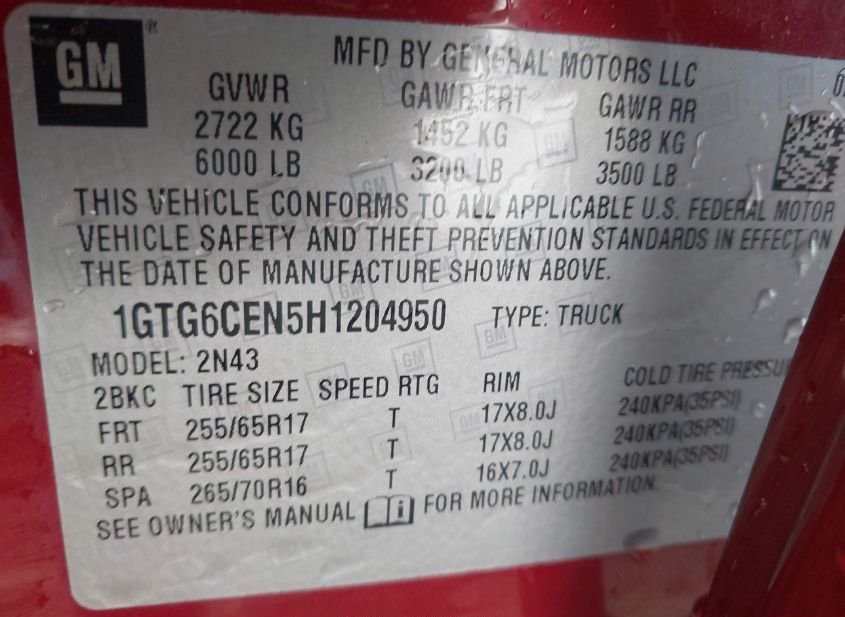 GM ®
MFD BY GENERAL MOTORS LLC
GVWR GAWR FRT GAWR RR
2722 KG 1452 KG 1588 KG
6000 LB 3200 LB 3500 LB
THIS VEHICLE CONFORMS TO ALL APPLICABLE U.S. FEDERAL MOTOR
VEHICLE SAFETY AND THEFT PREVENTION STANDARDS IN EFFECT ON
THE DATE OF MANUFACTURE SHOWN ABOVE.
1GTG6CEN5H1204950 TYPE: TRUCK
MODEL: 2N43
2BKC TIRE SIZE SPEED RTG RIM COLD TIRE PRESSU
FRT 255/65R17 T 17X8.0J 240KPA(35PSI)
RR 255/65R17 T 17X8.0J 240KPA(35PSI)
SPA 265/70R16 T 16X7.0J 240KPA(35PSI)
SEE OWNER'S MANUAL i FOR MORE INFORMATION.